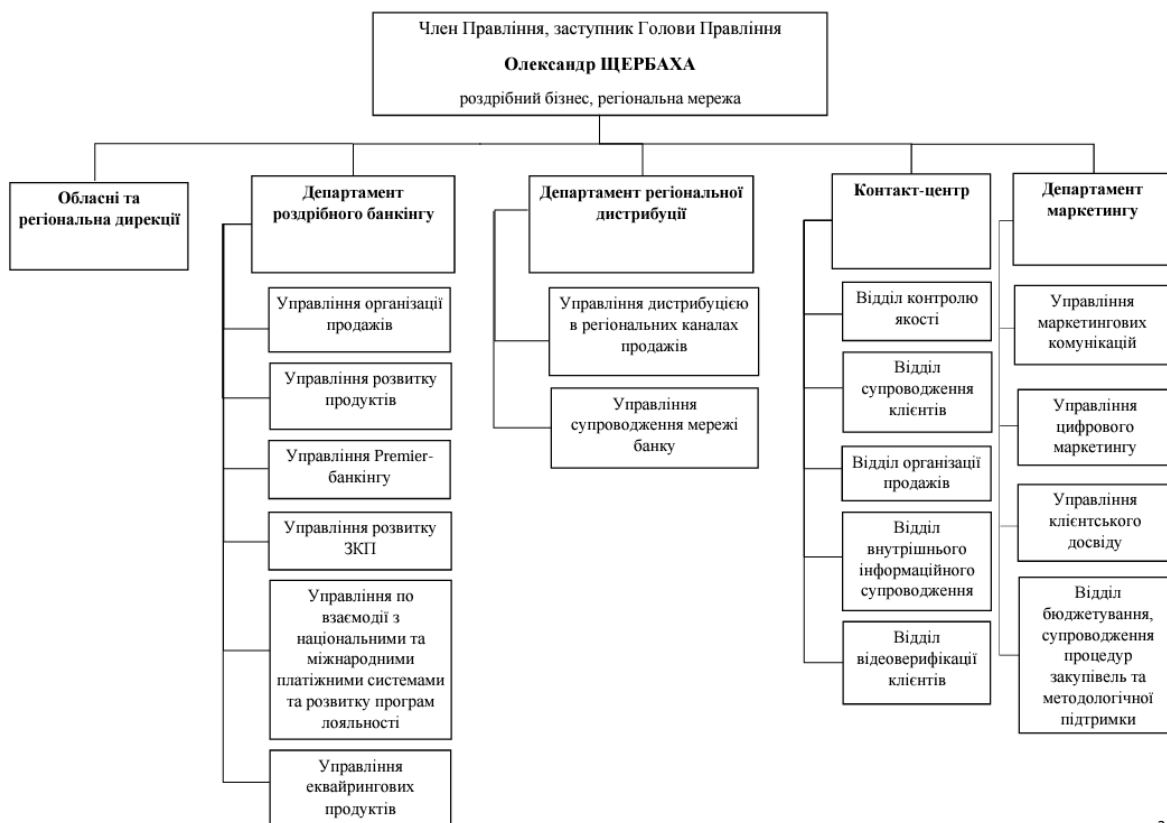 Член Правління, заступник Голови Правління
Олександр ЩЕРБАХА
роздрібний бізнес, регіональна мережа
Обласні та
регіональна дирекції
Департамент
роздрібного банкінгу
Управління організації
продажів
Управління розвитку
продуктів
Управління Premier-
банкінгу
Управління розвитку
ЗКП
Управління по
взаємодії з
національними та
міжнародними
платіжними системами
та розвитку програм
лояльності
Управління
еквайрингових
продуктів
Департамент регіональної
дистрибуції
Управління дистрибуцією
в регіональних каналах
продажів
Управління
супроводження мережі
банку
Контакт-центр
Відділ контролю
якості
Відділ
супроводження
клієнтів
Відділ організації
продажів
Відділ
внутрішнього
інформаційного
супроводження
Відділ
відеоверифікації
клієнтів
Департамент
маркетингу
Управління
маркетингових
комунікацій
Управління
цифрового
маркетингу
Управління
клієнтського
досвіду
Відділ
бюджетування,
супроводження
процедур
закупівель та
методологічної
підтримки